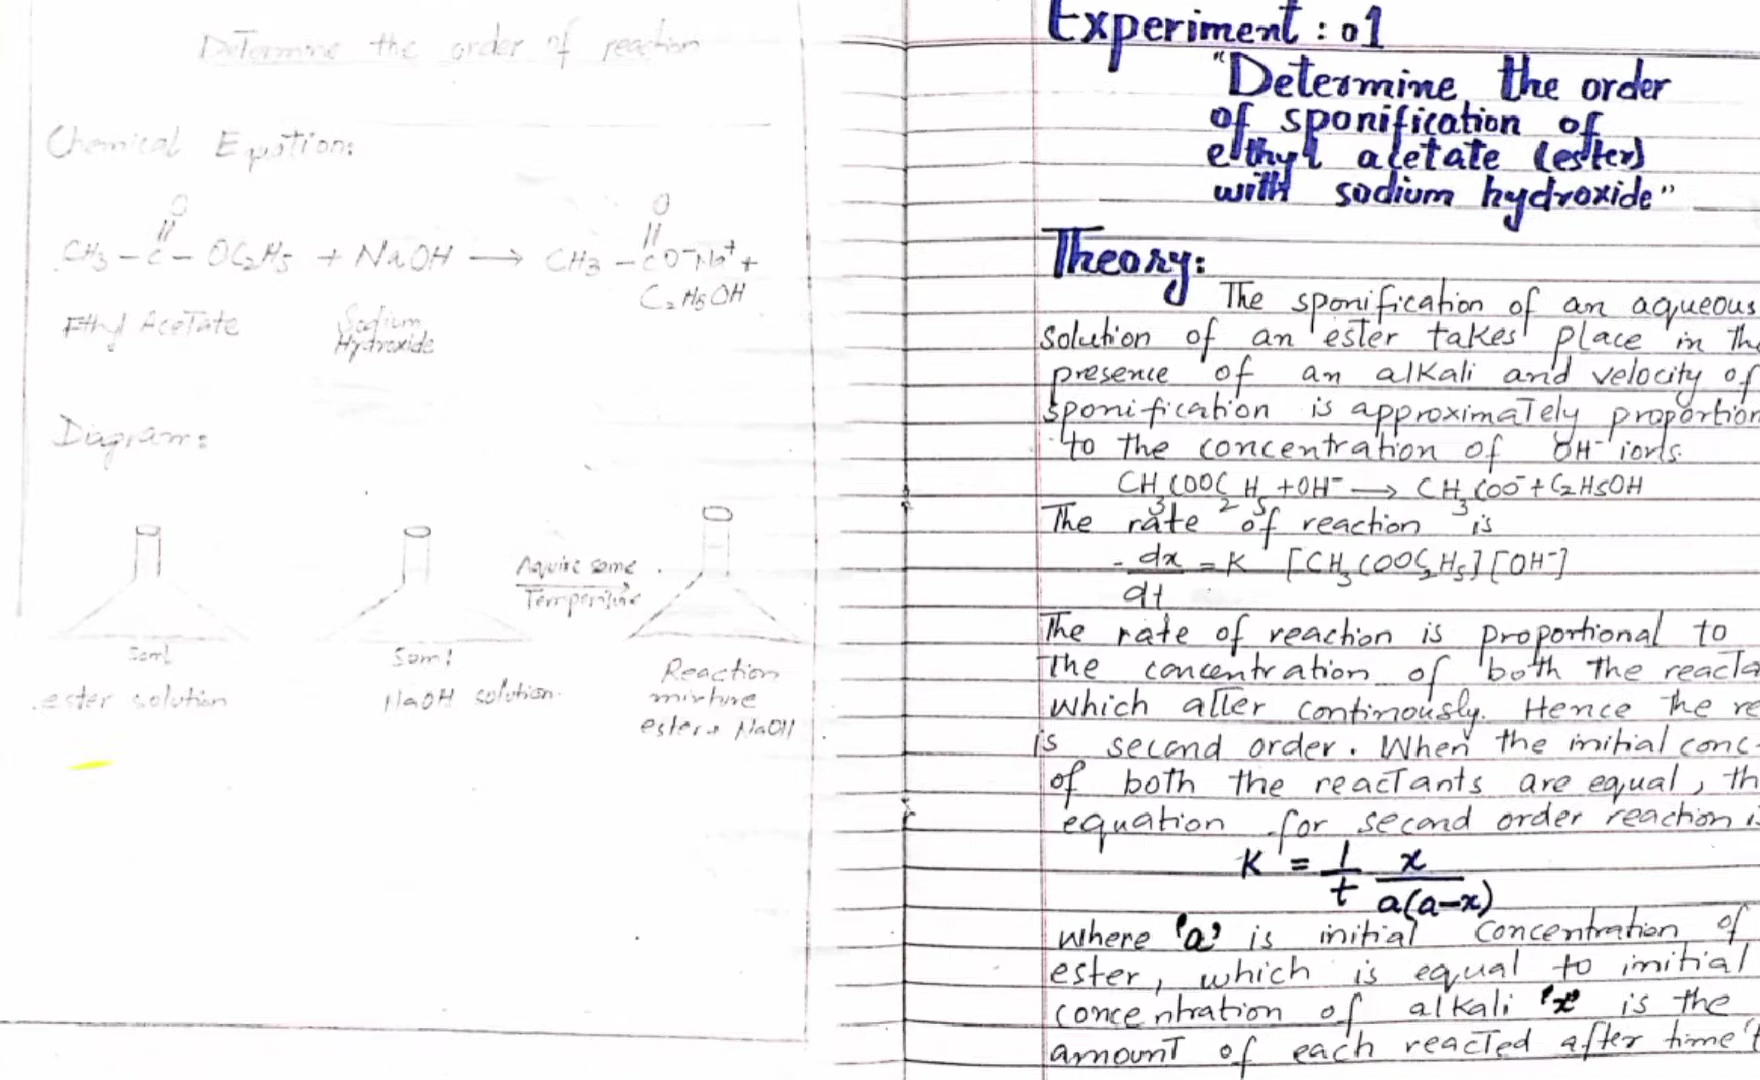 Determine the order of reaction
Chemical Equation:
O O
CH3 – C – OC2H5 + NaOH ⟶ CH3 – C O⁻Na⁺ +
C2H5OH
Ethyl Acetate Sodium
Hydroxide
Diagram:
Aquire some
Temperature
50ml
ester solution
50ml
NaOH solution
Reaction
mixture
ester + NaOH
Experiment : 01
"Determine the order
of sponification of
ethyl acetate (ester)
with sodium hydroxide"
Theory:
The sponification of an aqueous
solution of an ester takes place in the
presence of an alkali and velocity of
sponification is approximately proportion
to the concentration of OH⁻ ions.
CH3COOC2H5 + OH⁻ ⟶ CH3COO⁻ + C2H5OH
The rate of reaction is
- dx/dt = K [CH3COOC2H5] [OH⁻]
The rate of reaction is proportional to
the concentration of both the reacta
which alter continously. Hence the re
is second order. When the initial conc.
of both the reactants are equal, th
equation for second order reaction is
K = 1/t x/a(a-x)
where 'a' is initial concentration of
ester, which is equal to initial
concentration of alkali 'x' is the
amount of each reacted after time 't